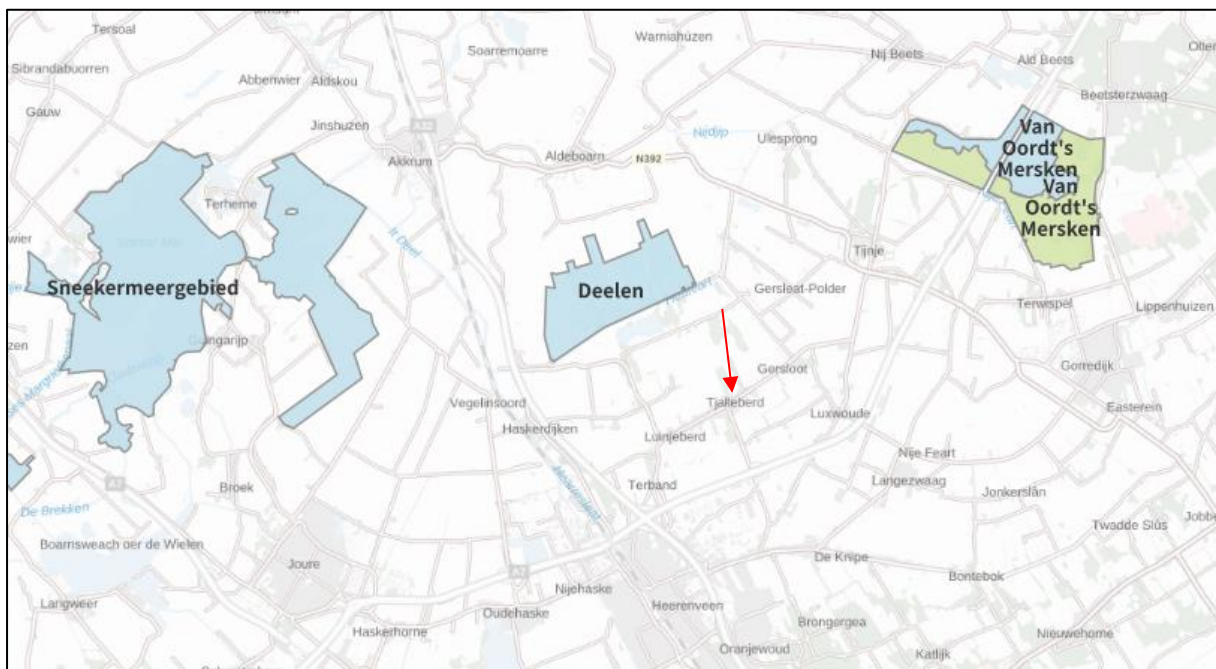 Tersoal
Warniahuzen
Soarremoarre
Nij Beets
Ald Beets
Sibrandabuorren
Abbenwier
Aldskou
Beetsterzwaag
Gauw
Jinshuzen
A32
Nedijp
Ulesprong
Van
Oordt's
Mersken
Akkrum
Aldeboarn
N392
Van
Oordt's
Mersken
Terherne
It Deel
Tijnje
Sneekermeergebied
Deelen
Gersleat-Polder
Terwispel
Lippenhuizen
Gersloot
Gorredijk
Vegelinsoord
Tjalleberd
Luxwoude
Easterein
Haskerdijken
Luinjeberd
Nije Feart
A7
Broek
Terband
Langezwaag
Jonkerslân
De Brekken
Twadde Slûs
Boarnsweach oer de Wielen
Joure
De Knipe
Bontebok
A7
Nijehaske
Langweer
Oudehaske
Heerenveen
Haskerhorne
Brongergea
Nieuwehorne
Oranjewoud
Katlijk